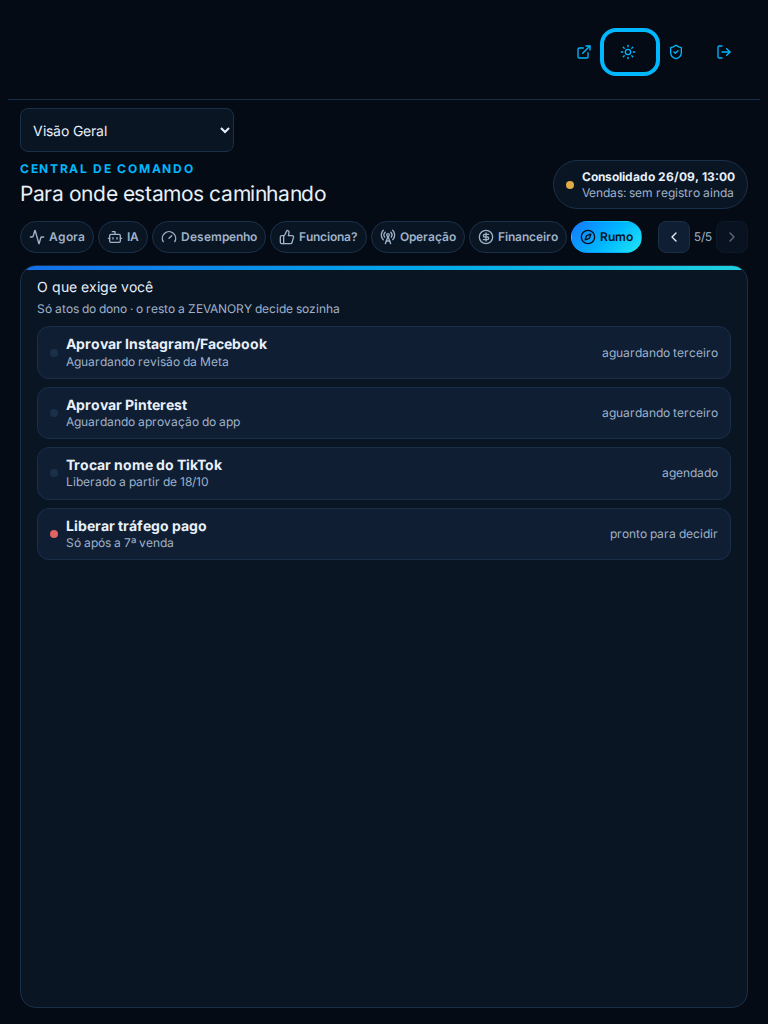 Visão Geral
CENTRAL DE COMANDO
Para onde estamos caminhando
Consolidado 26/09, 13:00
Vendas: sem registro ainda
Agora
IA
Desempenho
Funciona?
Operação
Financeiro
Rumo
5/5
O que exige você
Só atos do dono · o resto a ZEVANORY decide sozinha
Aprovar Instagram/Facebook
Aguardando revisão da Meta
aguardando terceiro
Aprovar Pinterest
Aguardando aprovação do app
aguardando terceiro
Trocar nome do TikTok
Liberado a partir de 18/10
agendado
Liberar tráfego pago
Só após a 7ª venda
pronto para decidir